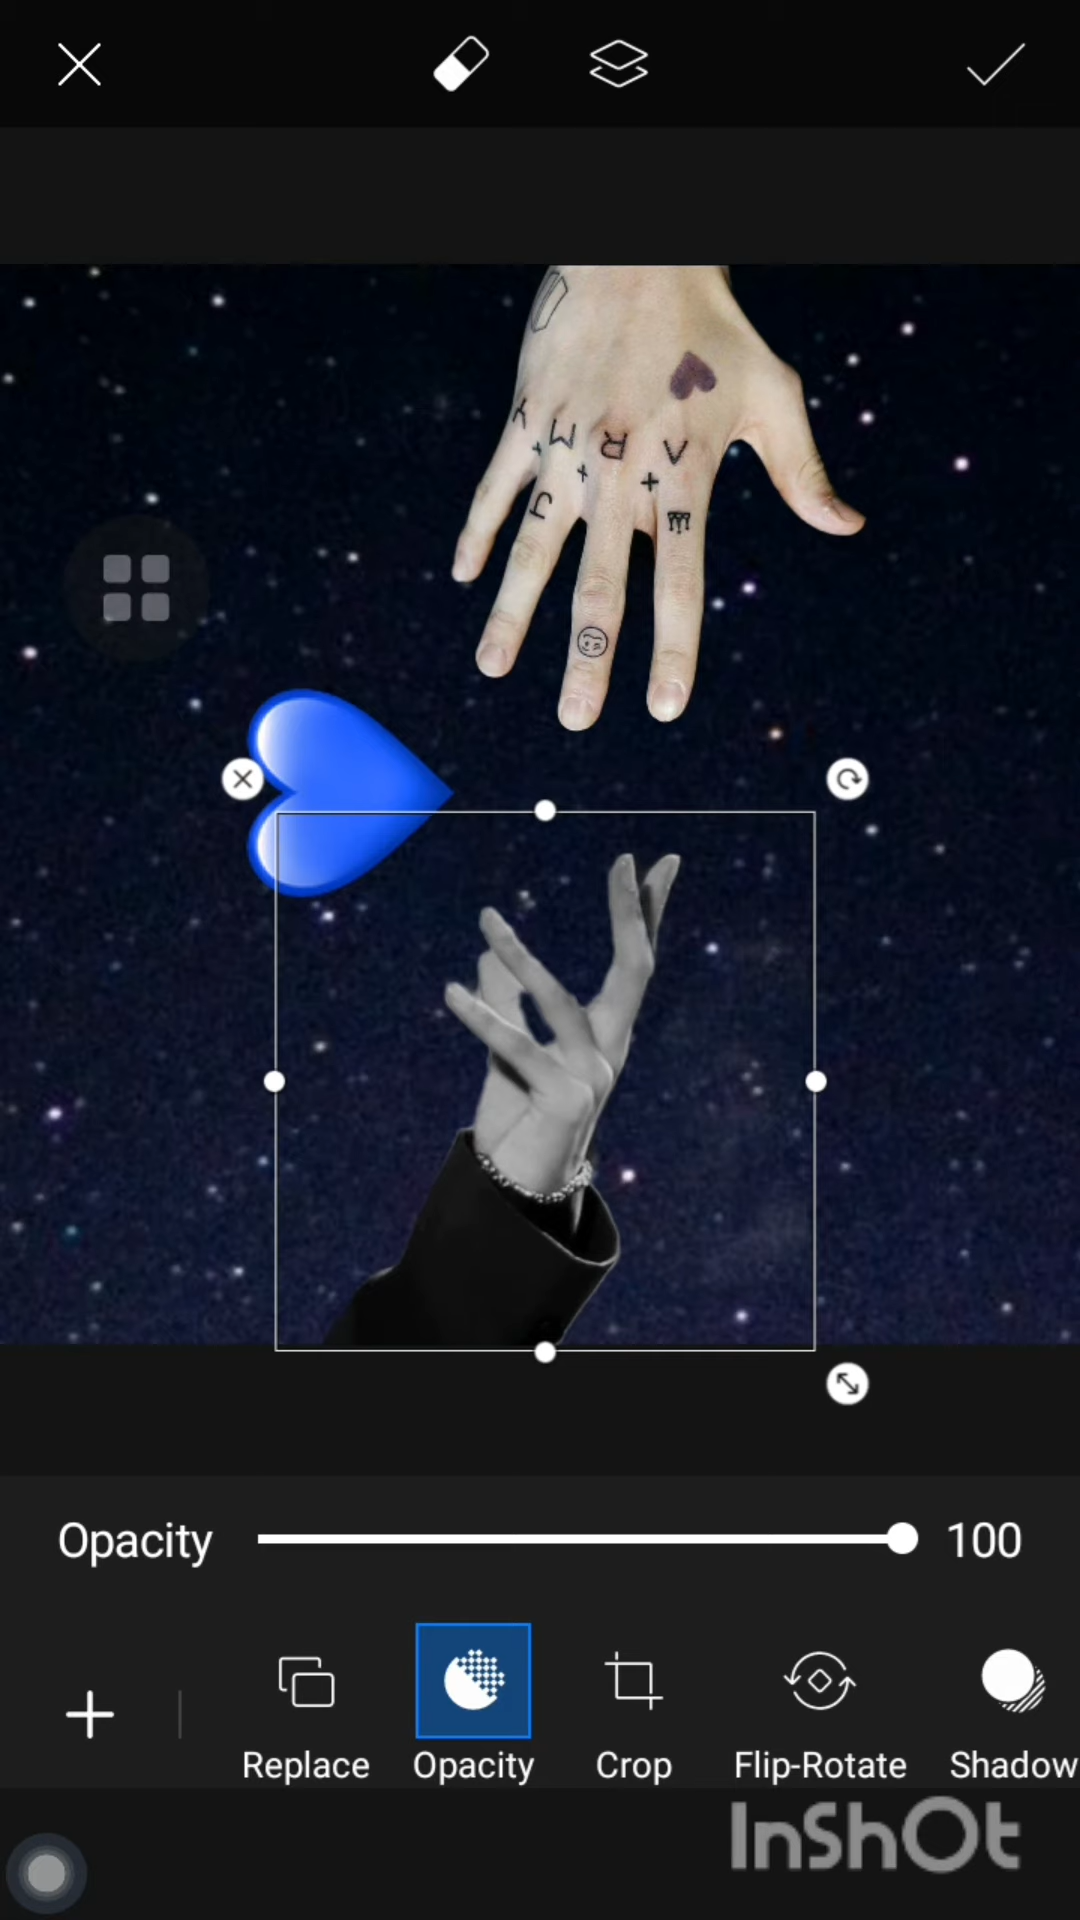 Y M R V
J
Opacity 100
Replace Opacity Crop Flip-Rotate Shadow
InShOt